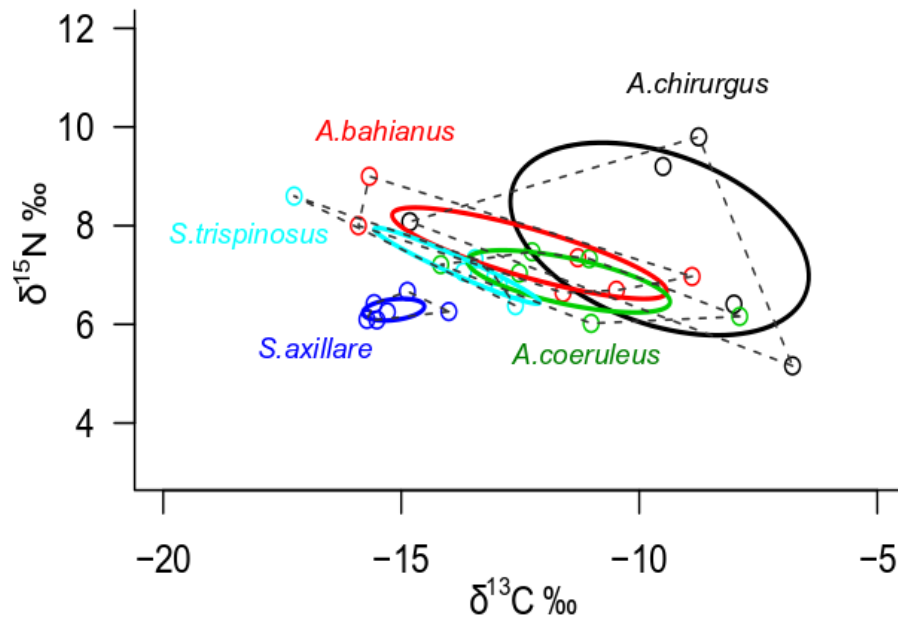 12
10
8
6
4
δ15N ‰
A.chirurgus
A.bahianus
S.trispinosus
S.axillare
A.coeruleus
−20 −15 −10 −5
δ13C ‰